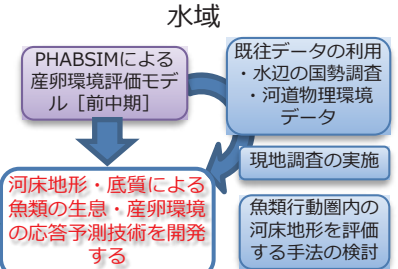 水域
PHABSIMによる
産卵環境評価モデ
ル［前中期］
既往データの利用
・水辺の国勢調査
・河道物理環境
データ
現地調査の実施
河床地形・底質による
魚類の生息・産卵環境
の応答予測技術を開発
する
魚類行動圏内の
河床地形を評価
する手法の検討